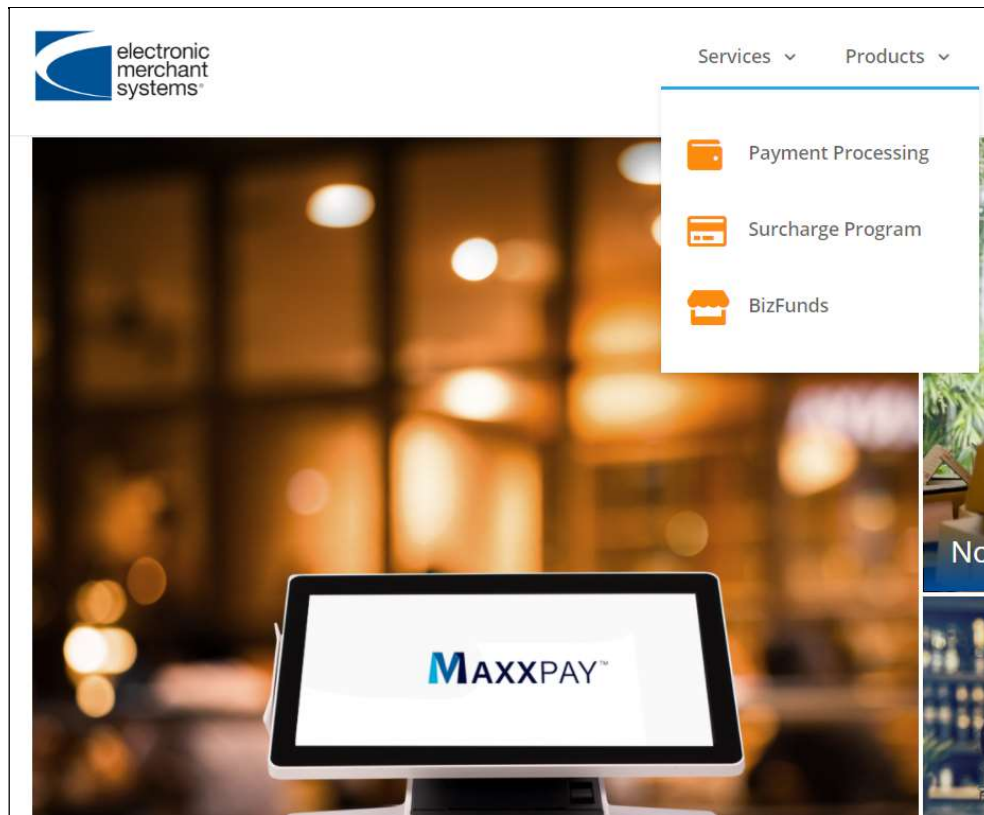 electronic
merchant
systems®
Services
Products
Payment Processing
Surcharge Program
BizFunds
MAXXPAY™